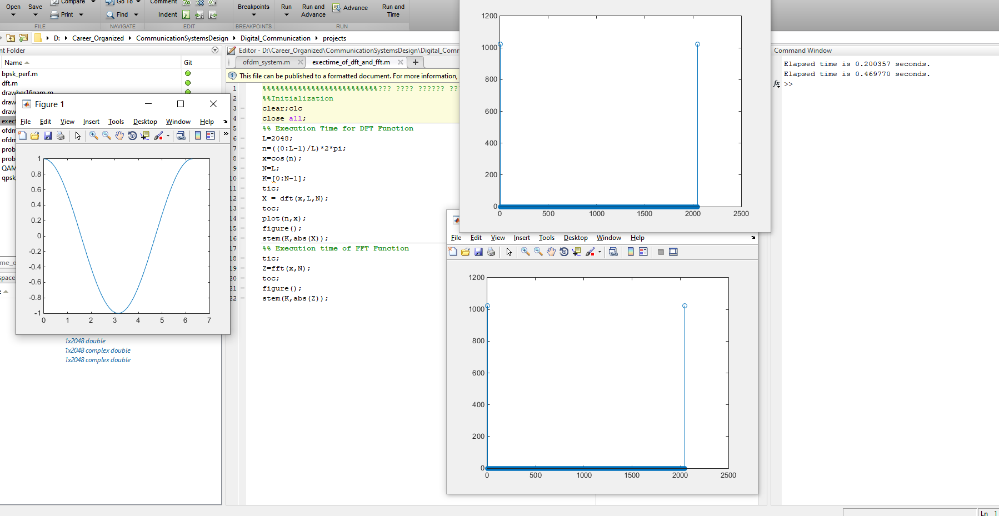 Open
Save
Compare
Print
FILE
Go To
Find
NAVIGATE
Comment
Indent
EDIT
Breakpoints
BREAKPOINTS
Run
Run and
Advance
Advance
Run and
Time
RUN
D:
Career_Organized
CommunicationSystemsDesign
Digital_Communication
projects
nt Folder
Name
Git
bpsk_perf.m
dft.m
drawber16qam.m
draw
draw
exec
ofdm
ofdm
prob
prob
QAM
qpsk
me_o
space
1x2048 double
1x2048 complex double
1x2048 complex double
Figure 1
File Edit View Insert Tools Desktop Window Help
1
0.8
0.6
0.4
0.2
0
-0.2
-0.4
-0.6
-0.8
-1
0 1 2 3 4 5 6 7
Editor - D:\Career_Organized\CommunicationSystemsDesign\Digital_Comm
ofdm_system.m
exectime_of_dft_and_fft.m
+
This file can be published to a formatted document. For more information,
1 %%%%%%%%%%%%%%%%%%%%%%%%%%??? ???? ?????? ??
2 %%Initialization
3 clear;clc
4 close all;
5 %% Execution Time for DFT Function
6 L=2048;
7 n=((0:L-1)/L)*2*pi;
8 x=cos(n);
9 N=L;
10 K=[0:N-1];
11 tic;
12 X = dft(x,L,N);
13 toc;
14 plot(n,x);
15 figure();
16 stem(K,abs(X));
17 %% Execution time of FFT Function
18 tic;
19 Z=fft(x,N);
20 toc;
21 figure();
22 stem(K,abs(Z));
1200
1000
800
600
400
200
0
0 500 1000 1500 2000 2500
File Edit View Insert Tools Desktop Window Help
1200
1000
800
600
400
200
0
0 500 1000 1500 2000 2500
Command Window
Elapsed time is 0.200357 seconds.
Elapsed time is 0.469770 seconds.
fx >>
Ln 1